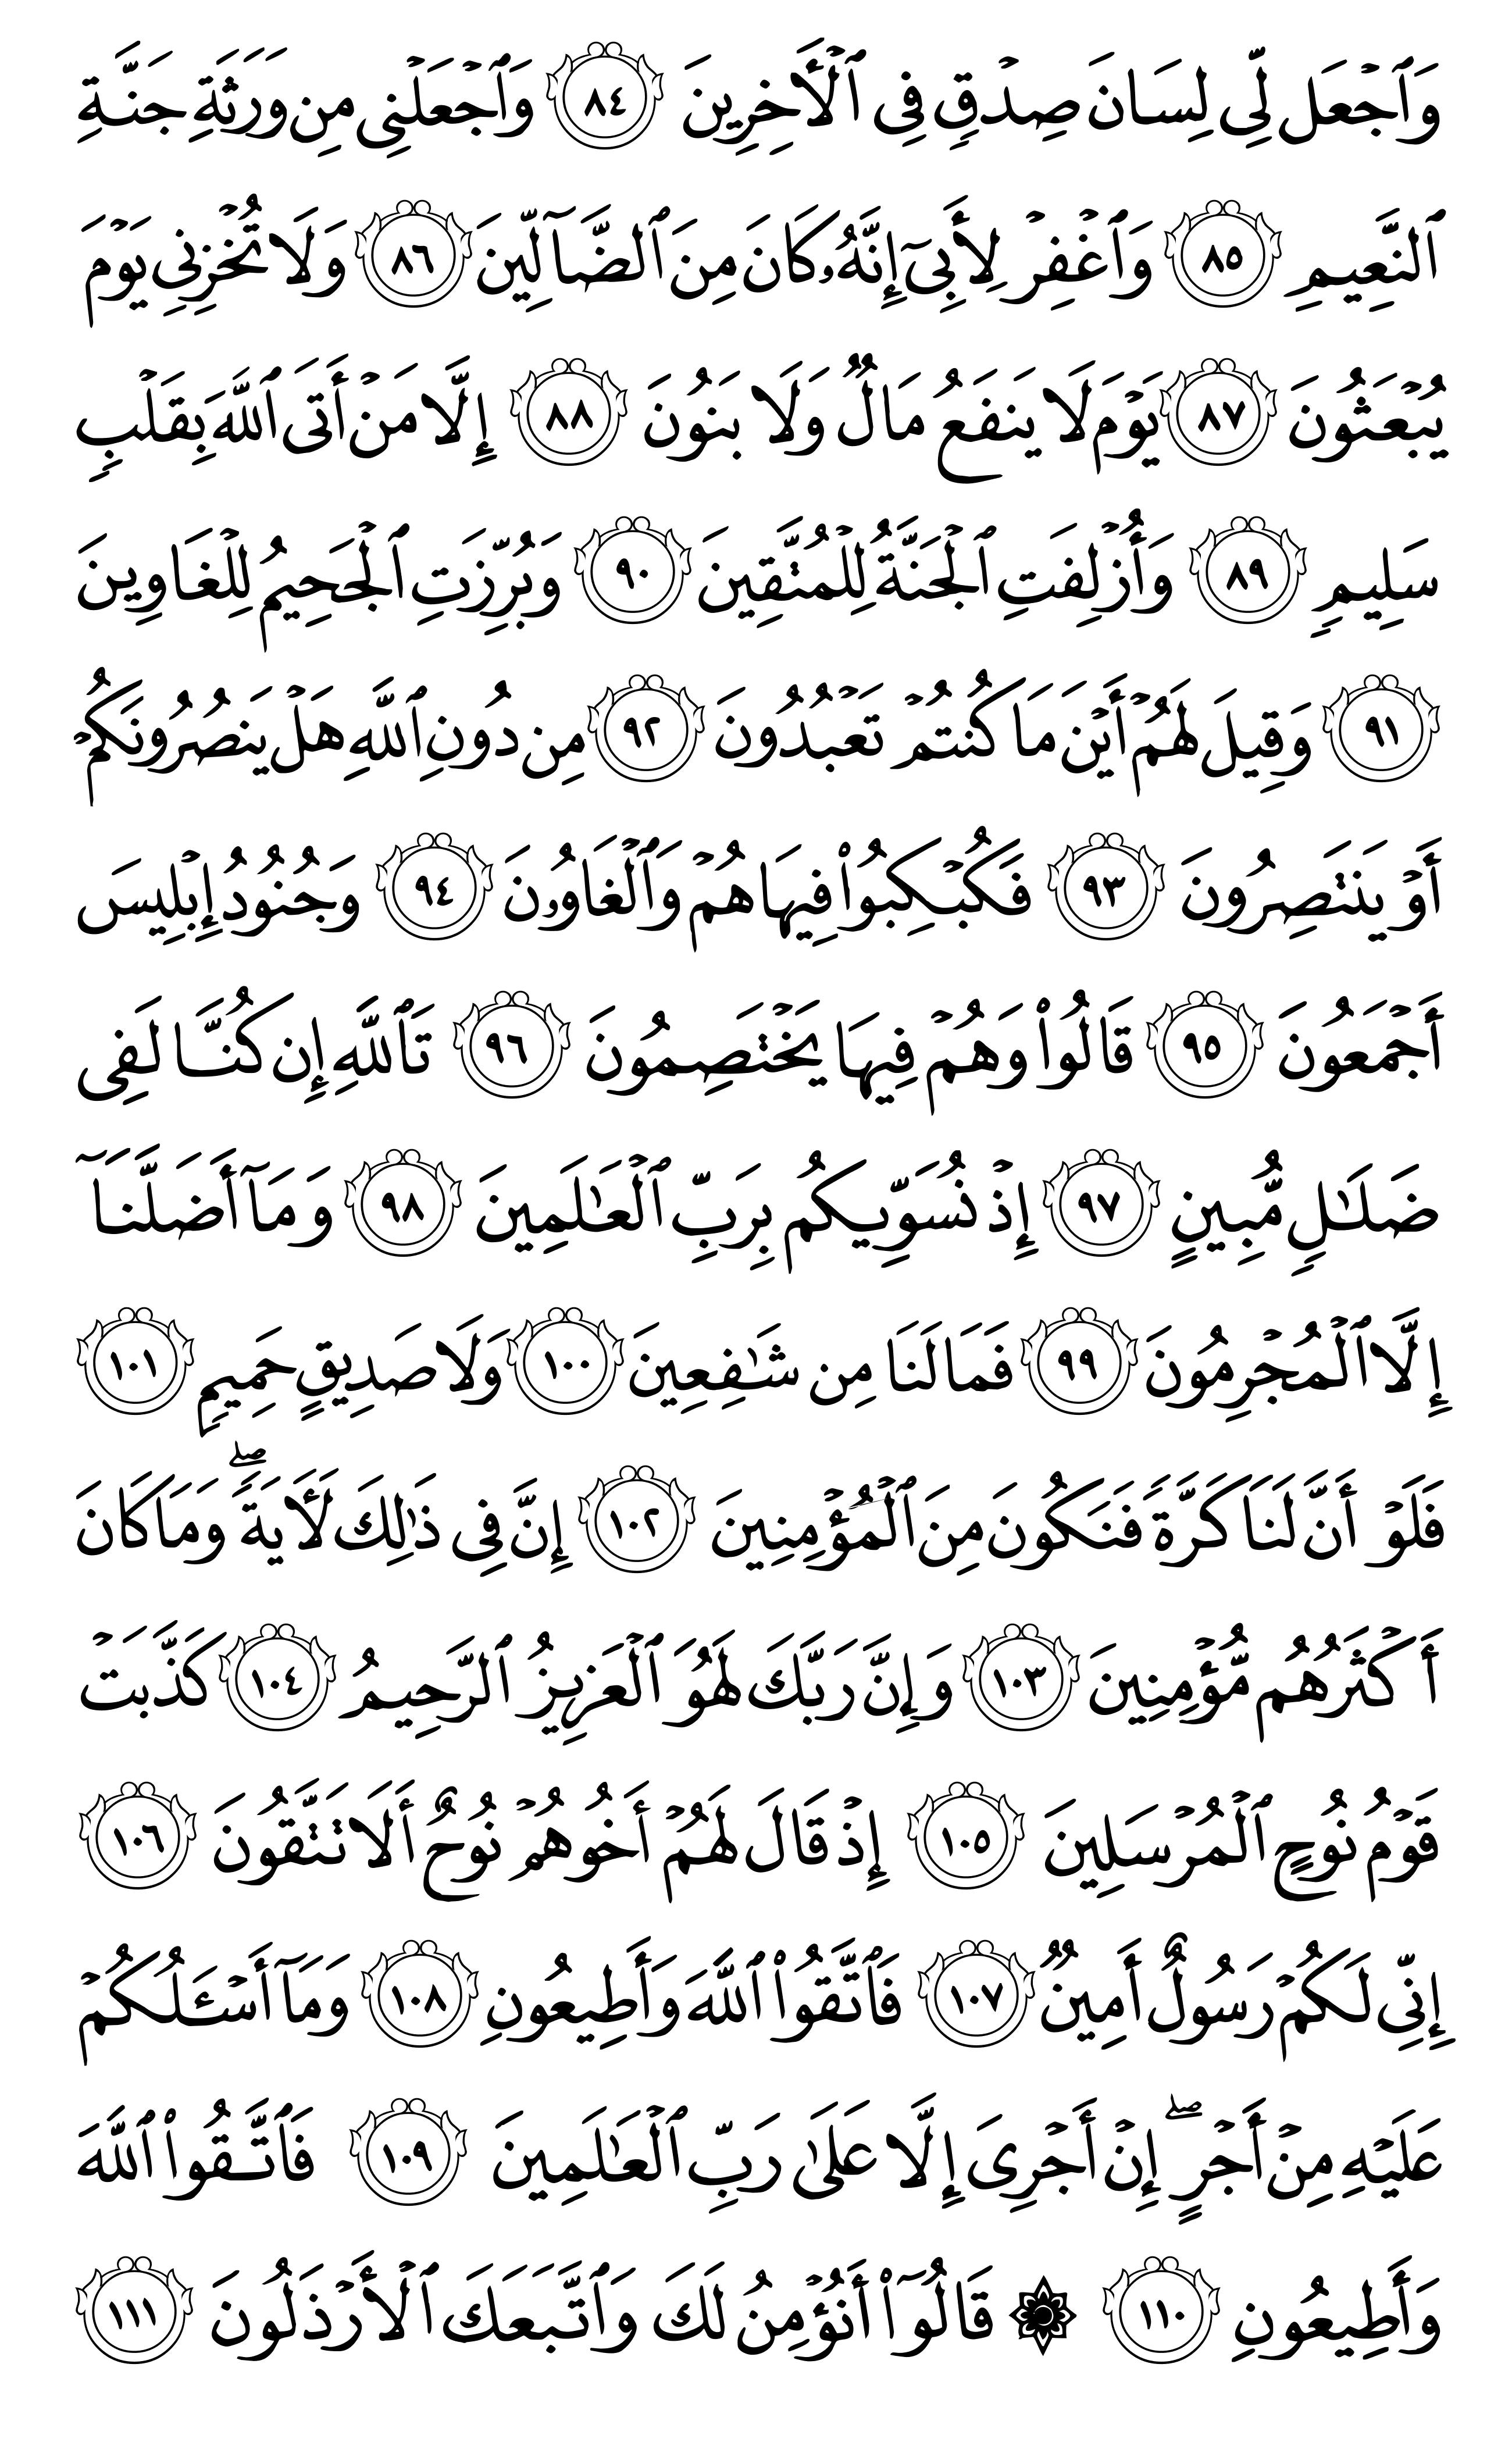 وَٱجۡعَل لِّي لِسَانَ صِدۡقٖ فِي ٱلۡأٓخِرِينَ ٨٤ وَٱجۡعَلۡنِي مِن وَرَثَةِ جَنَّةِ
ٱلنَّعِيمِ ٨٥ وَٱغۡفِرۡ لِأَبِيٓ إِنَّهُۥ كَانَ مِنَ ٱلضَّآلِّينَ ٨٦ وَلَا تُخۡزِنِي يَوۡمَ
يُبۡعَثُونَ ٨٧ يَوۡمَ لَا يَنفَعُ مَالٞ وَلَا بَنُونَ ٨٨ إِلَّا مَنۡ أَتَى ٱللَّهَ بِقَلۡبٖ
سَلِيمٖ ٨٩ وَأُزۡلِفَتِ ٱلۡجَنَّةُ لِلۡمُتَّقِينَ ٩٠ وَبُرِّزَتِ ٱلۡجَحِيمُ لِلۡغَاوِينَ
٩١ وَقِيلَ لَهُمۡ أَيۡنَ مَا كُنتُمۡ تَعۡبُدُونَ ٩٢ مِن دُونِ ٱللَّهِ هَلۡ يَنصُرُونَكُمۡ
أَوۡ يَنتَصِرُونَ ٩٣ فَكُبۡكِبُواْ فِيهَا هُمۡ وَٱلۡغَاوُۥنَ ٩٤ وَجُنُودُ إِبۡلِيسَ
أَجۡمَعُونَ ٩٥ قَالُواْ وَهُمۡ فِيهَا يَخۡتَصِمُونَ ٩٦ تَٱللَّهِ إِن كُنَّا لَفِي
ضَلَٰلٖ مُّبِينٍ ٩٧ إِذۡ نُسَوِّيكُم بِرَبِّ ٱلۡعَٰلَمِينَ ٩٨ وَمَآ أَضَلَّنَآ
إِلَّا ٱلۡمُجۡرِمُونَ ٩٩ فَمَا لَنَا مِن شَٰفِعِينَ ١٠٠ وَلَا صَدِيقٍ حَمِيمٖ ١٠١
فَلَوۡ أَنَّ لَنَا كَرَّةٗ فَنَكُونَ مِنَ ٱلۡمُؤۡمِنِينَ ١٠٢ إِنَّ فِي ذَٰلِكَ لَأٓيَةٗۖ وَمَا كَانَ
أَكۡثَرُهُم مُّؤۡمِنِينَ ١٠٣ وَإِنَّ رَبَّكَ لَهُوَ ٱلۡعَزِيزُ ٱلرَّحِيمُ ١٠٤ كَذَّبَتۡ
قَوۡمُ نُوحٍ ٱلۡمُرۡسَلِينَ ١٠٥ إِذۡ قَالَ لَهُمۡ أَخُوهُمۡ نُوحٌ أَلَا تَتَّقُونَ ١٠٦
إِنِّي لَكُمۡ رَسُولٌ أَمِينٞ ١٠٧ فَٱتَّقُواْ ٱللَّهَ وَأَطِيعُونِ ١٠٨ وَمَآ أَسۡـَٔلُكُمۡ
عَلَيۡهِ مِنۡ أَجۡرٍۖ إِنۡ أَجۡرِيَ إِلَّا عَلَىٰ رَبِّ ٱلۡعَٰلَمِينَ ١٠٩ فَٱتَّقُواْ ٱللَّهَ
وَأَطِيعُونِ ١١٠ ۞ قَالُوٓاْ أَنُؤۡمِنُ لَكَ وَٱتَّبَعَكَ ٱلۡأَرۡذَلُونَ ١١١